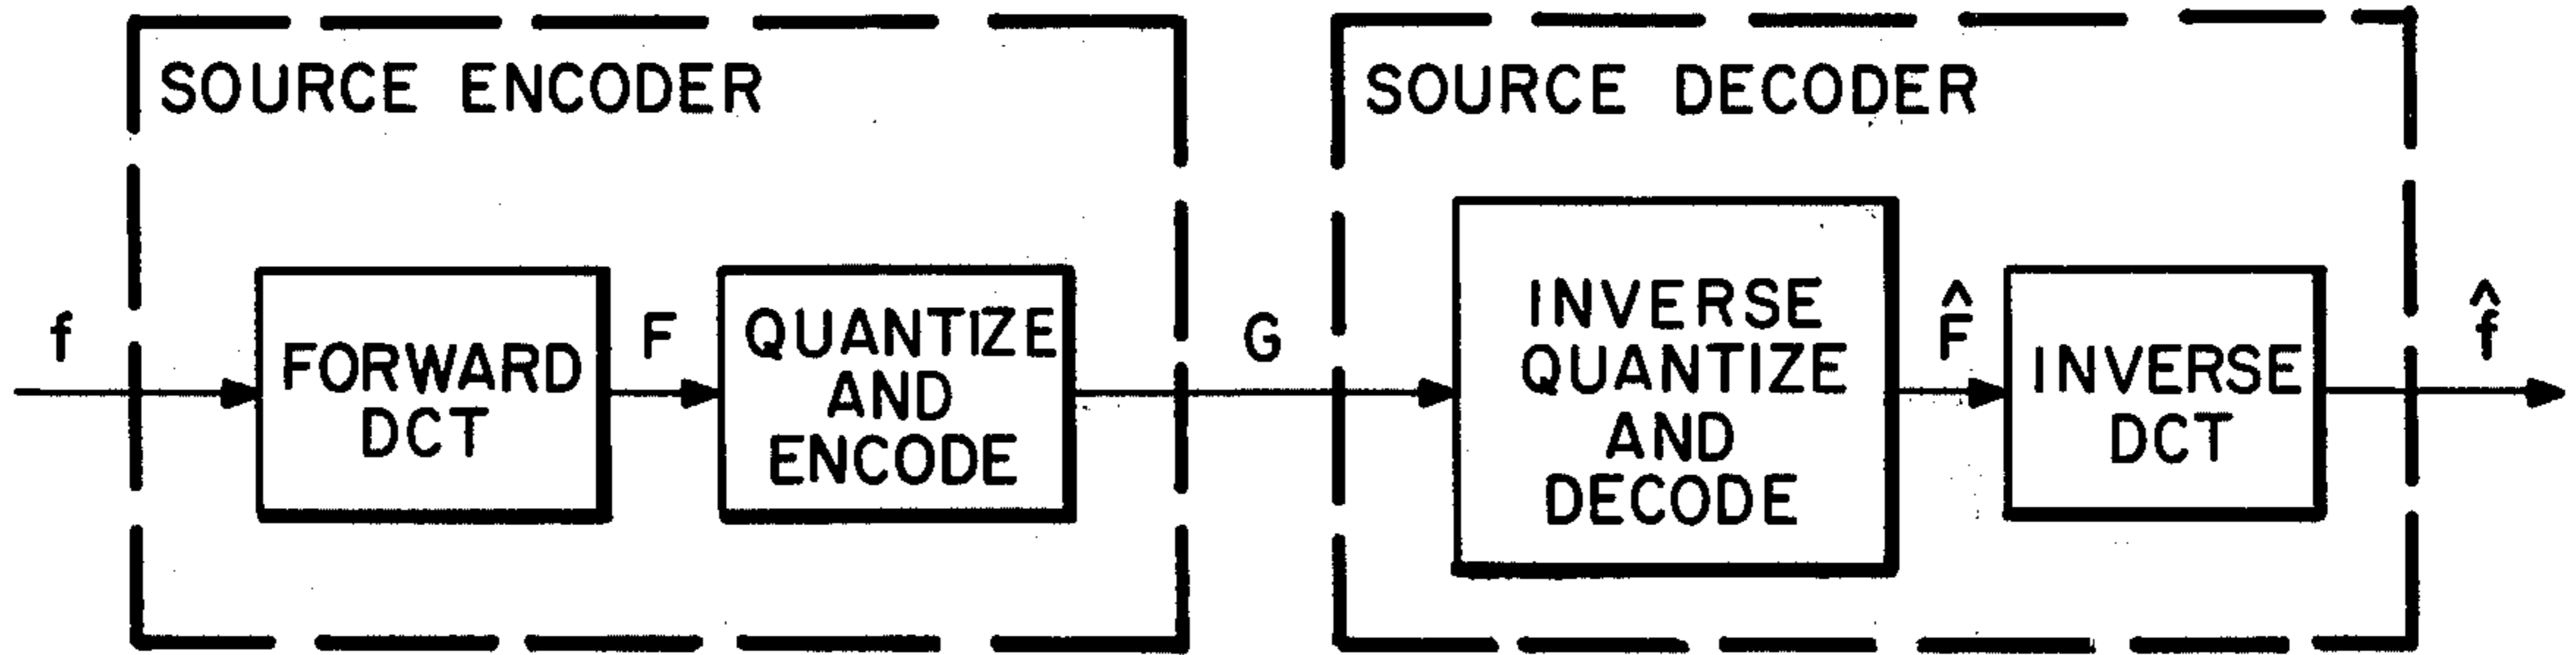 SOURCE ENCODER
f
FORWARD
DCT
F
QUANTIZE
AND
ENCODE
G
SOURCE DECODER
INVERSE
QUANTIZE
AND
DECODE
F̂
INVERSE
DCT
f̂